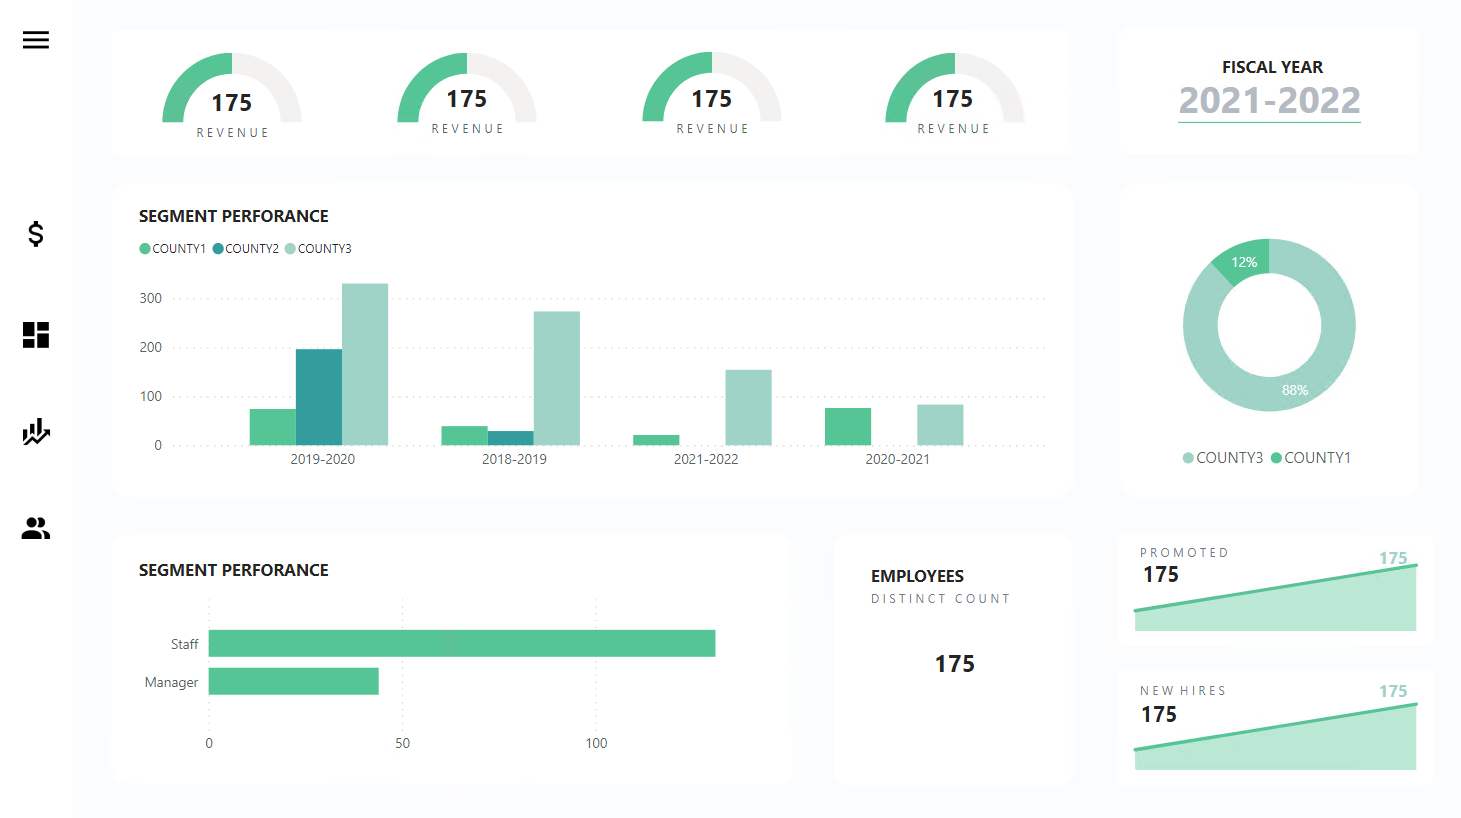 175
REVENUE
175
REVENUE
175
REVENUE
175
REVENUE
FISCAL YEAR
2021-2022
SEGMENT PERFORANCE
COUNTY1 COUNTY2 COUNTY3
300
200
100
0
2019-2020 2018-2019 2021-2022 2020-2021
12%
88%
COUNTY3 COUNTY1
SEGMENT PERFORANCE
Staff
Manager
0 50 100
EMPLOYEES
DISTINCT COUNT
175
PROMOTED
175
175
NEW HIRES
175
175